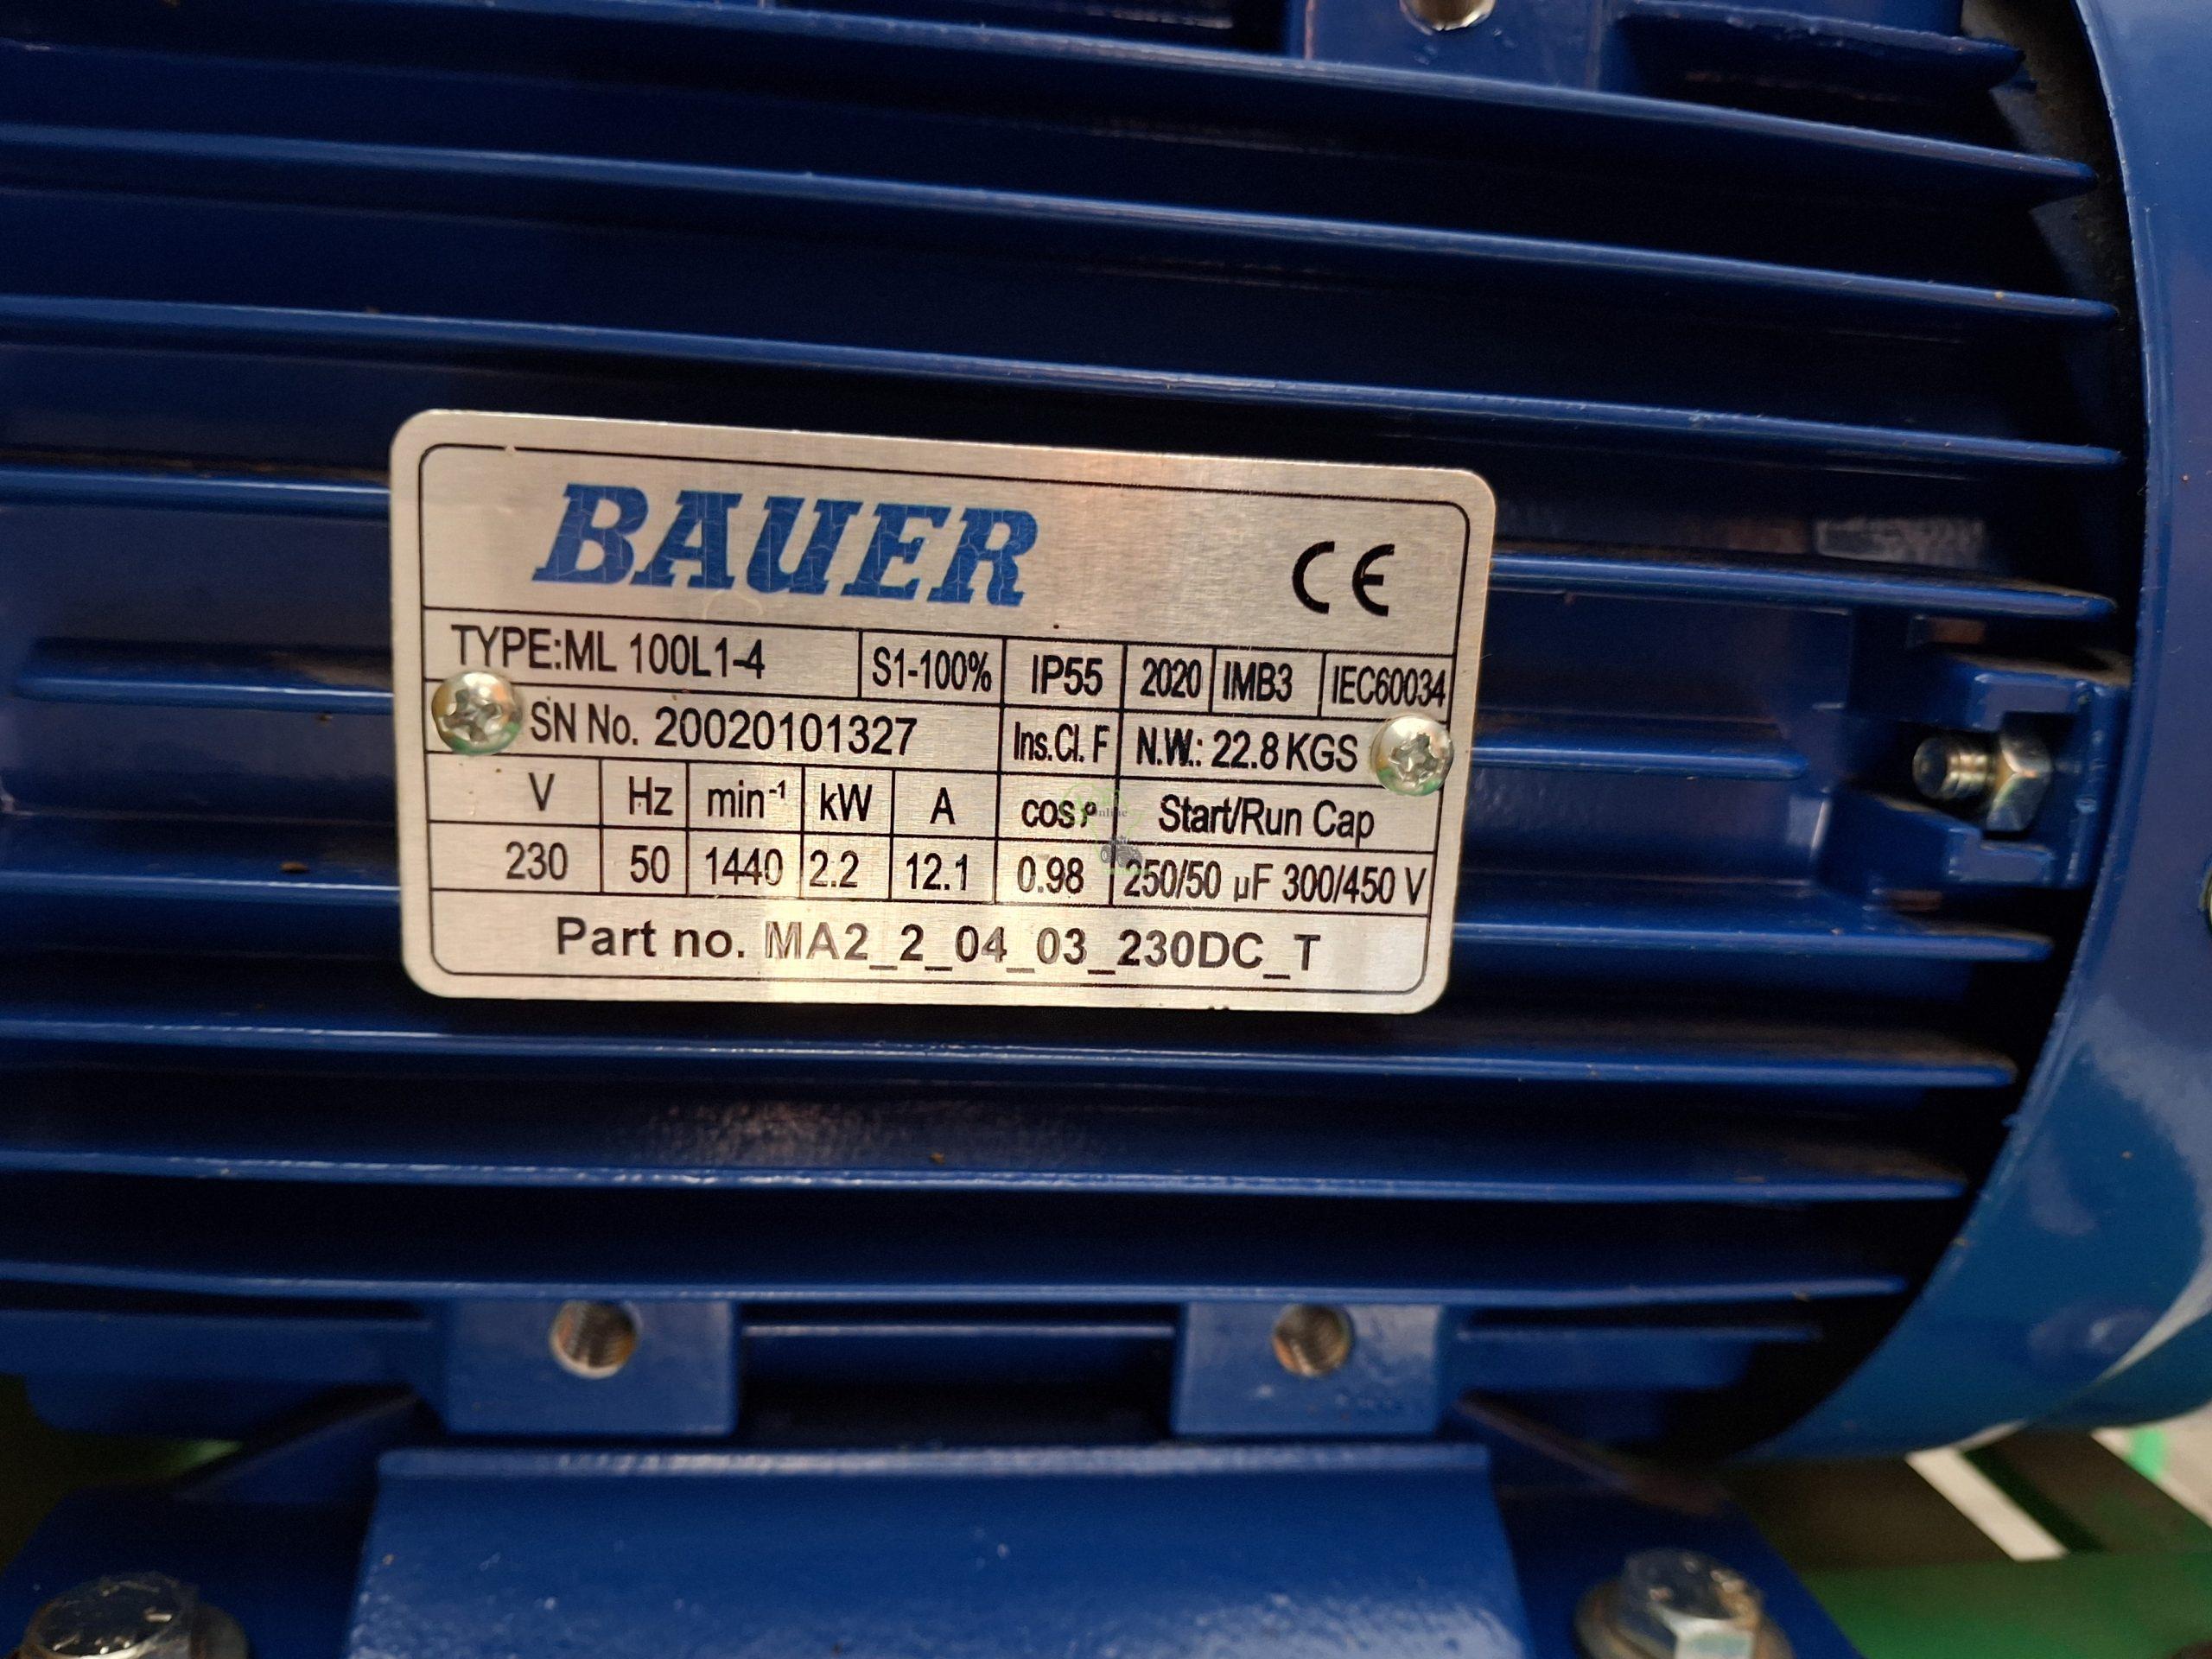 BAUER CE
TYPE:ML 100L1-4 S1-100% IP55 2020 IMB3 IEC60034
SN No. 20020101327 Ins.Cl. F N.W.: 22.8 KGS
V Hz min⁻¹ kW A cos φ Start/Run Cap
230 50 1440 2.2 12.1 0.98 250/50 µF 300/450 V
Part no. MA2_2_04_03_230DC_T